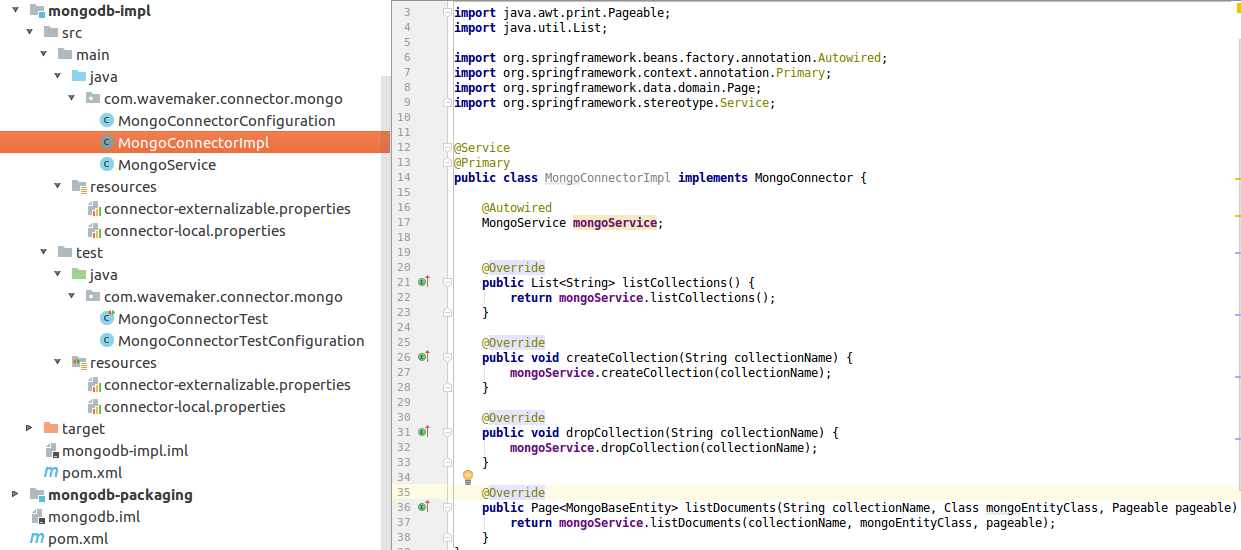 mongodb-impl
src
main
java
com.wavemaker.connector.mongo
MongoConnectorConfiguration
MongoConnectorImpl
MongoService
resources
connector-externalizable.properties
connector-local.properties
test
java
com.wavemaker.connector.mongo
MongoConnectorTest
MongoConnectorTestConfiguration
resources
connector-externalizable.properties
connector-local.properties
target
mongodb-impl.iml
pom.xml
mongodb-packaging
mongodb.iml
pom.xml
3 import java.awt.print.Pageable;
4 import java.util.List;
5
6 import org.springframework.beans.factory.annotation.Autowired;
7 import org.springframework.context.annotation.Primary;
8 import org.springframework.data.domain.Page;
9 import org.springframework.stereotype.Service;
10
11
12 @Service
13 @Primary
14 public class MongoConnectorImpl implements MongoConnector {
15
16 @Autowired
17 MongoService mongoService;
18
19
20 @Override
21 public List<String> listCollections() {
22 return mongoService.listCollections();
23 }
24
25 @Override
26 public void createCollection(String collectionName) {
27 mongoService.createCollection(collectionName);
28 }
29
30 @Override
31 public void dropCollection(String collectionName) {
32 mongoService.dropCollection(collectionName);
33 }
34
35 @Override
36 public Page<MongoBaseEntity> listDocuments(String collectionName, Class mongoEntityClass, Pageable pageable)
37 return mongoService.listDocuments(collectionName, mongoEntityClass, pageable);
38 }